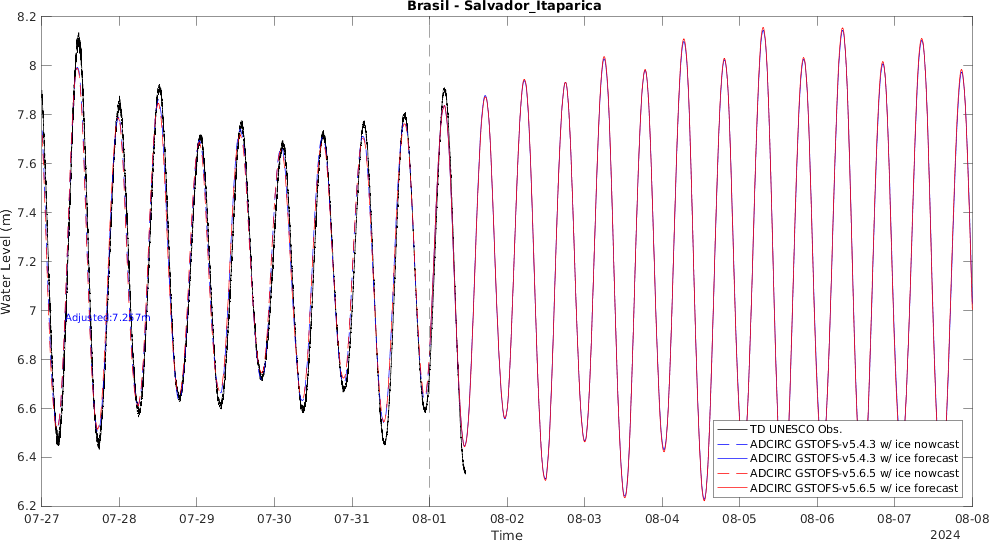 Brasil - Salvador_Itaparica
8.2
8
7.8
7.6
7.4
7.2
7
6.8
6.6
6.4
6.2
Water Level (m)
Adjusted:7.257m
TD UNESCO Obs.
ADCIRC GSTOFS-v5.4.3 w/ ice nowcast
ADCIRC GSTOFS-v5.4.3 w/ ice forecast
ADCIRC GSTOFS-v5.6.5 w/ ice nowcast
ADCIRC GSTOFS-v5.6.5 w/ ice forecast
07-27 07-28 07-29 07-30 07-31 08-01 08-02 08-03 08-04 08-05 08-06 08-07 08-08
Time
2024